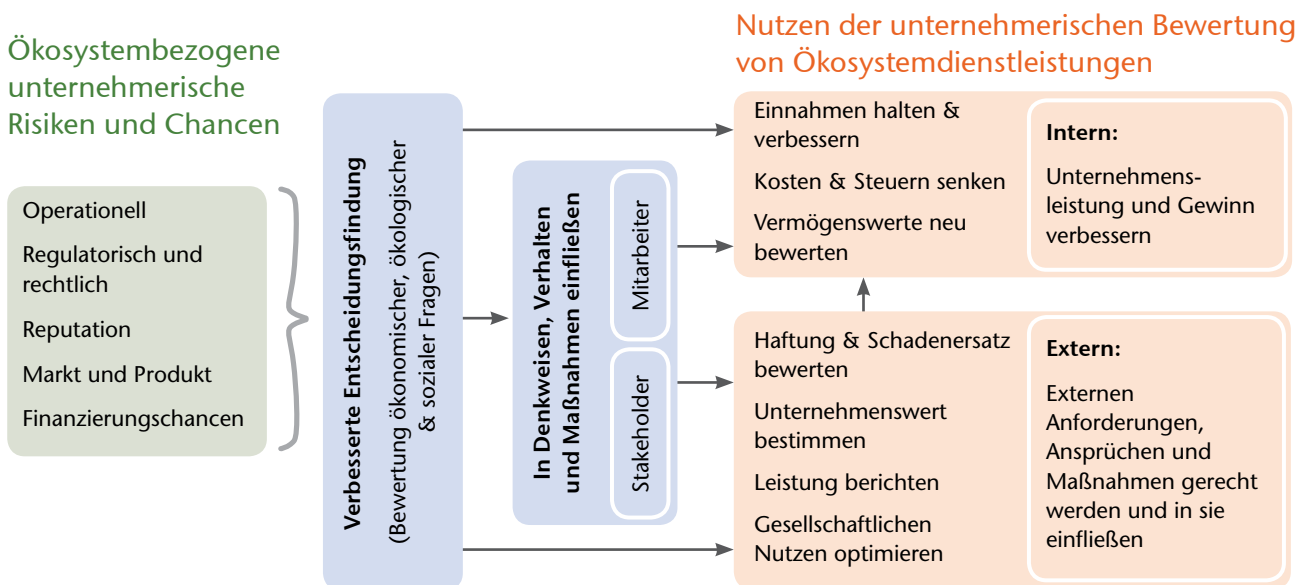 Ökosystembezogene
unternehmerische
Risiken und Chancen
Operationell
Regulatorisch und
rechtlich
Reputation
Markt und Produkt
Finanzierungschancen
Verbesserte Entscheidungsfindung
(Bewertung ökonomischer, ökologischer
& sozialer Fragen)
In Denkweisen, Verhalten
und Maßnahmen einfließen
Mitarbeiter
Stakeholder
Nutzen der unternehmerischen Bewertung
von Ökosystemdienstleistungen
Einnahmen halten &
verbessern
Kosten & Steuern senken
Vermögenswerte neu
bewerten
Intern:
Unternehmens-
leistung und Gewinn
verbessern
Haftung & Schadenersatz
bewerten
Unternehmenswert
bestimmen
Leistung berichten
Gesellschaftlichen
Nutzen optimieren
Extern:
Externen
Anforderungen,
Ansprüchen und
Maßnahmen gerecht
werden und in sie
einfließen